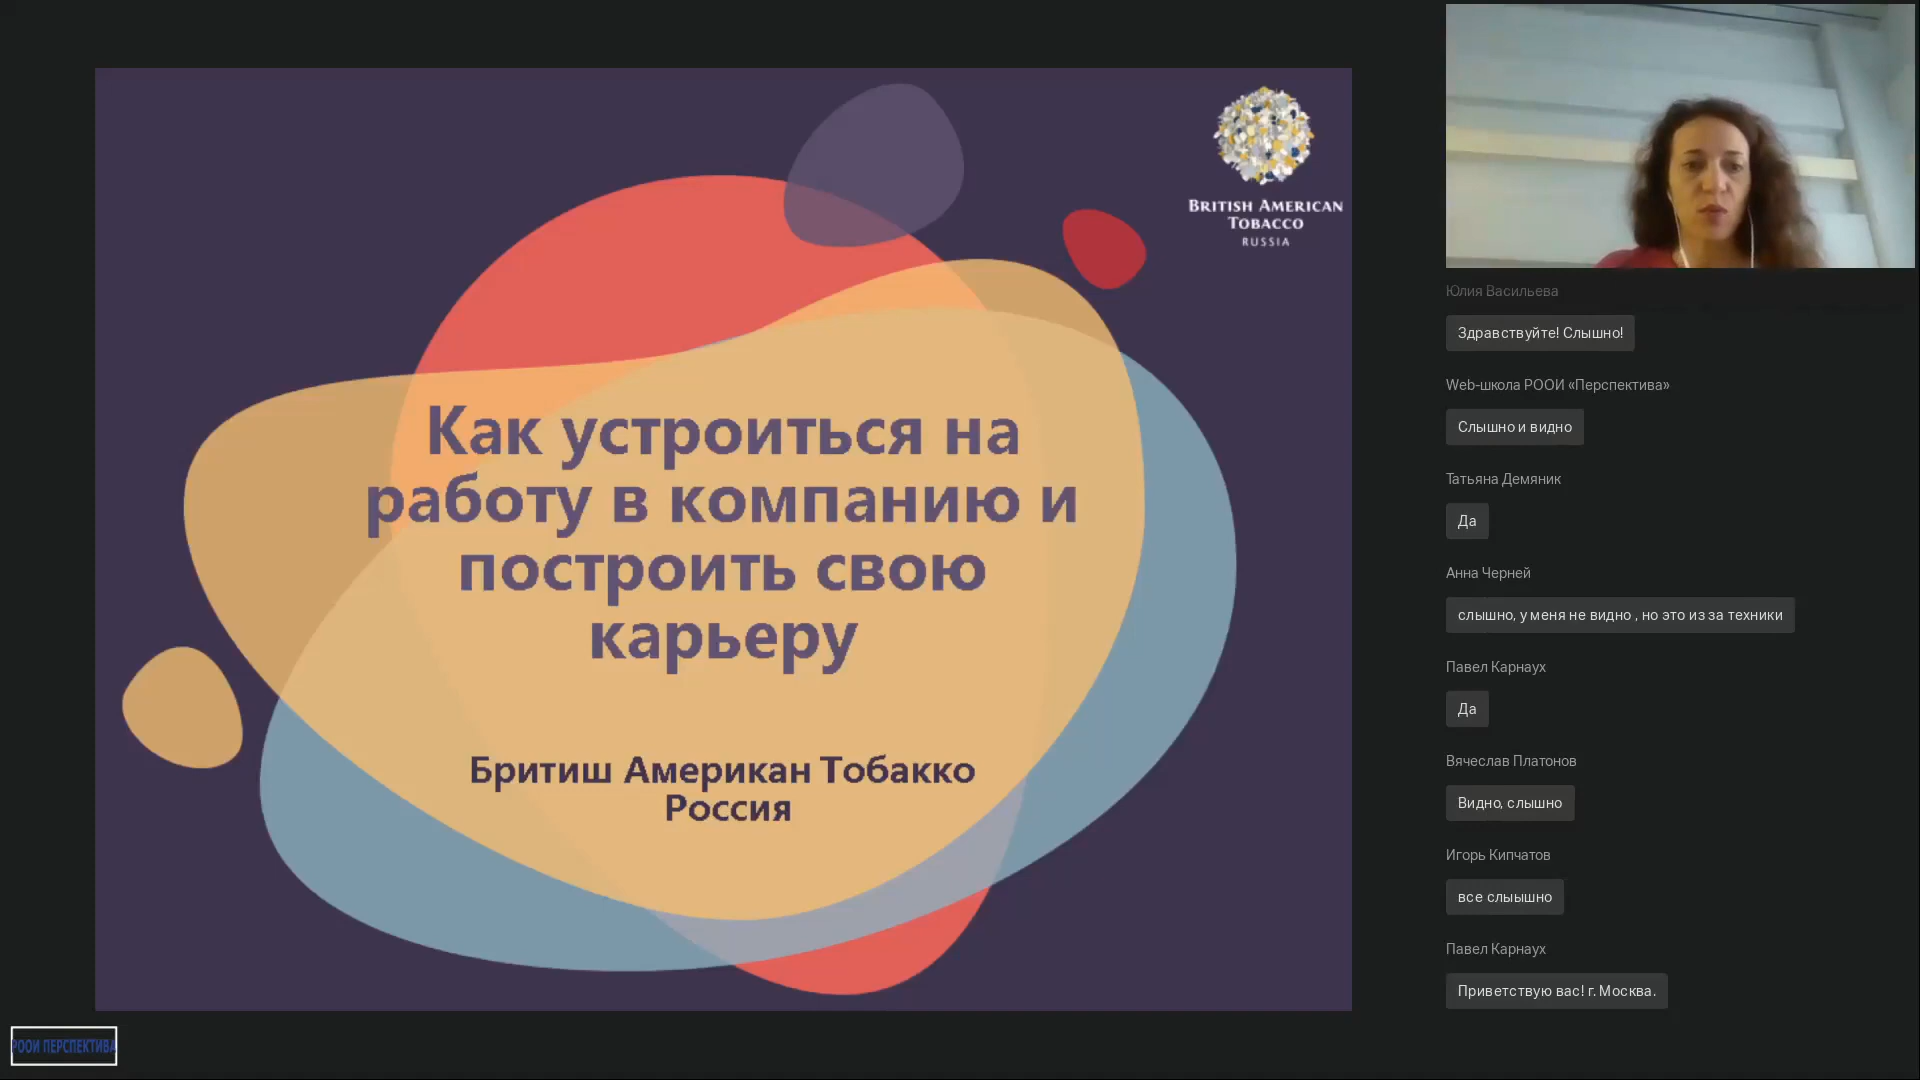 BRITISH AMERICAN
TOBACCO
RUSSIA
Как устроиться на
работу в компанию и
построить свою
карьеру
Бритиш Американ Тобакко
Россия
Юлия Васильева
Здравствуйте! Слышно!
Web-школа РООИ «Перспектива»
Слышно и видно
Татьяна Демяник
Да
Анна Черней
слышно, у меня не видно , но это из за техники
Павел Карнаух
Да
Вячеслав Платонов
Видно, слышно
Игорь Кипчатов
все слыышно
Павел Карнаух
Приветствую вас! г. Москва.
РООИ ПЕРСПЕКТИВА